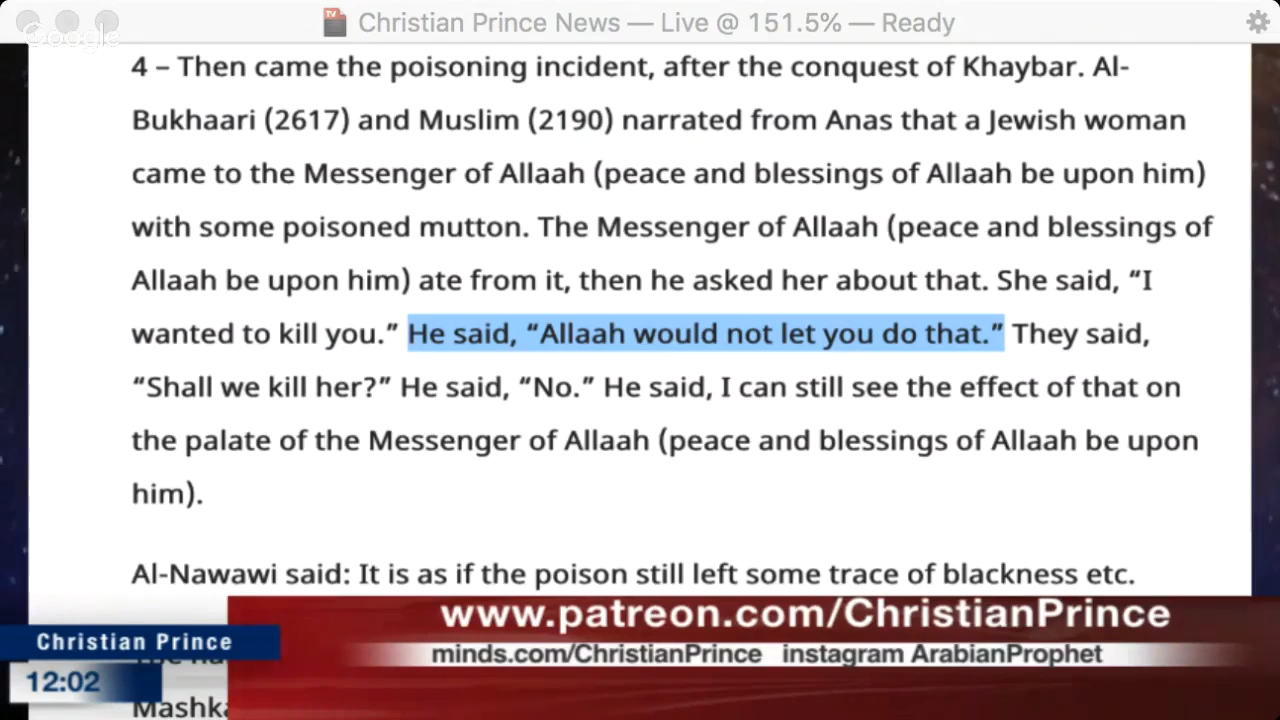 Christian Prince News — Live @ 151.5% — Ready
Google
4 – Then came the poisoning incident, after the conquest of Khaybar. Al-
Bukhaari (2617) and Muslim (2190) narrated from Anas that a Jewish woman
came to the Messenger of Allaah (peace and blessings of Allaah be upon him)
with some poisoned mutton. The Messenger of Allaah (peace and blessings of
Allaah be upon him) ate from it, then he asked her about that. She said, “I
wanted to kill you.” He said, “Allaah would not let you do that.” They said,
“Shall we kill her?” He said, “No.” He said, I can still see the effect of that on
the palate of the Messenger of Allaah (peace and blessings of Allaah be upon
him).
Al-Nawawi said: It is as if the poison still left some trace of blackness etc.
www.patreon.com/ChristianPrince
Christian Prince
minds.com/ChristianPrince instagram ArabianProphet
12:02